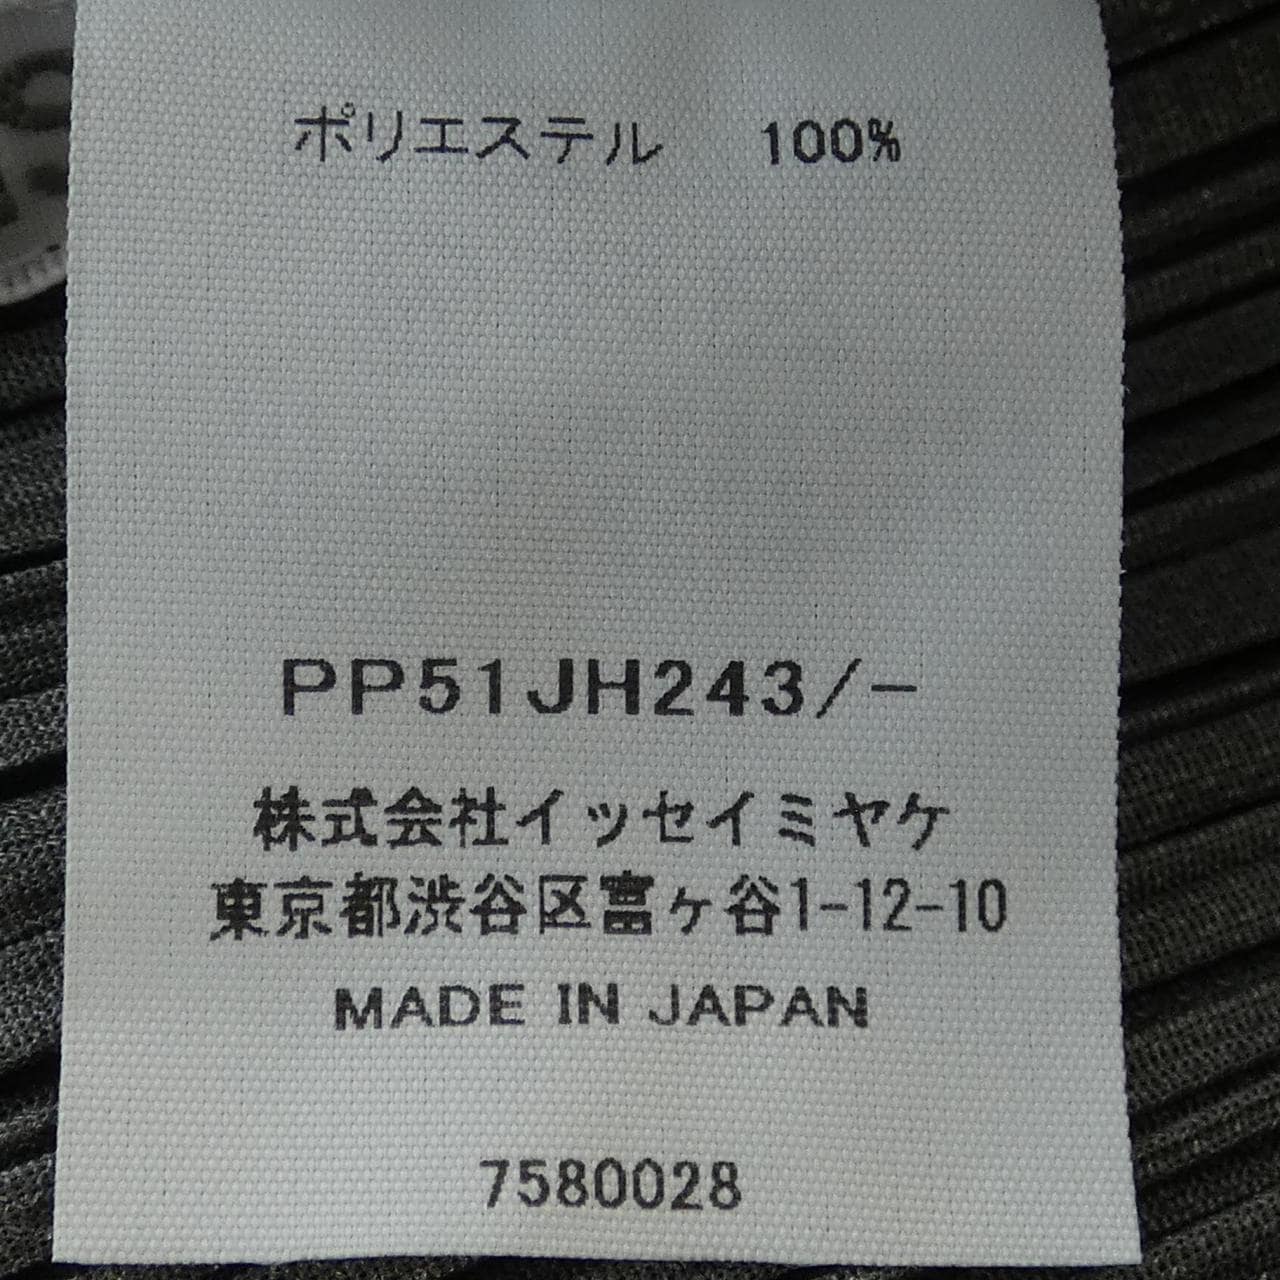 ポリエステル 100%
PP51JH243/-
株式会社イッセイミヤケ
東京都渋谷区富ヶ谷1-12-10
MADE IN JAPAN
7580028